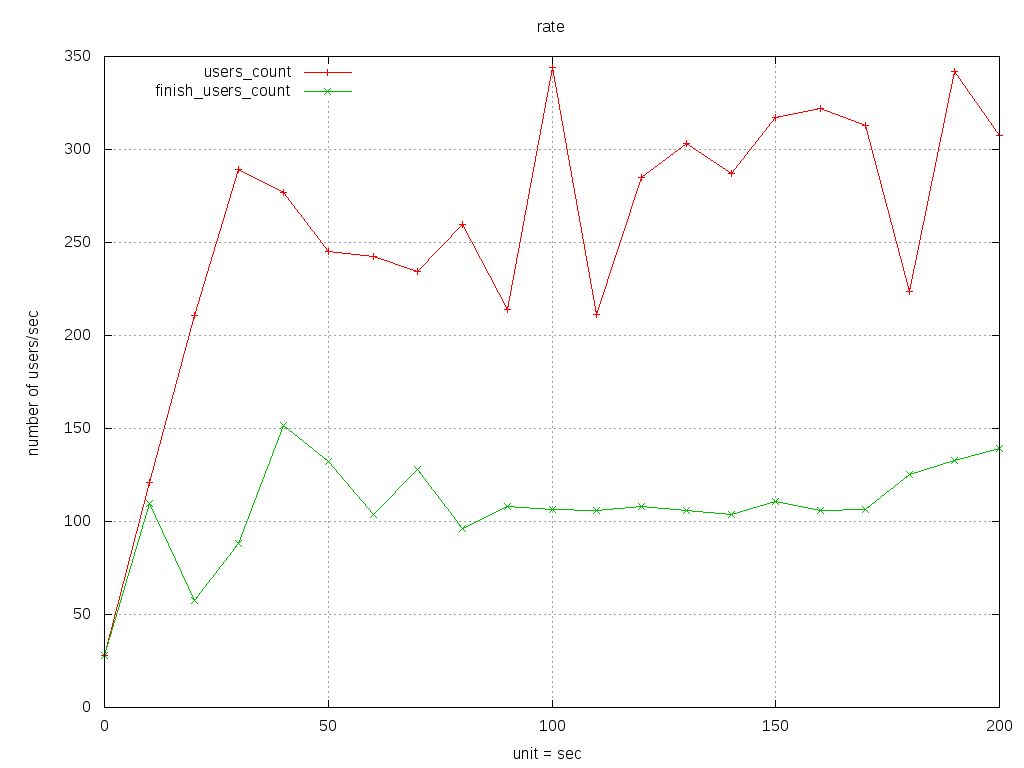 rate
350
300
250
200
150
100
50
0
users_count
finish_users_count
number of users/sec
0 50 100 150 200
unit = sec